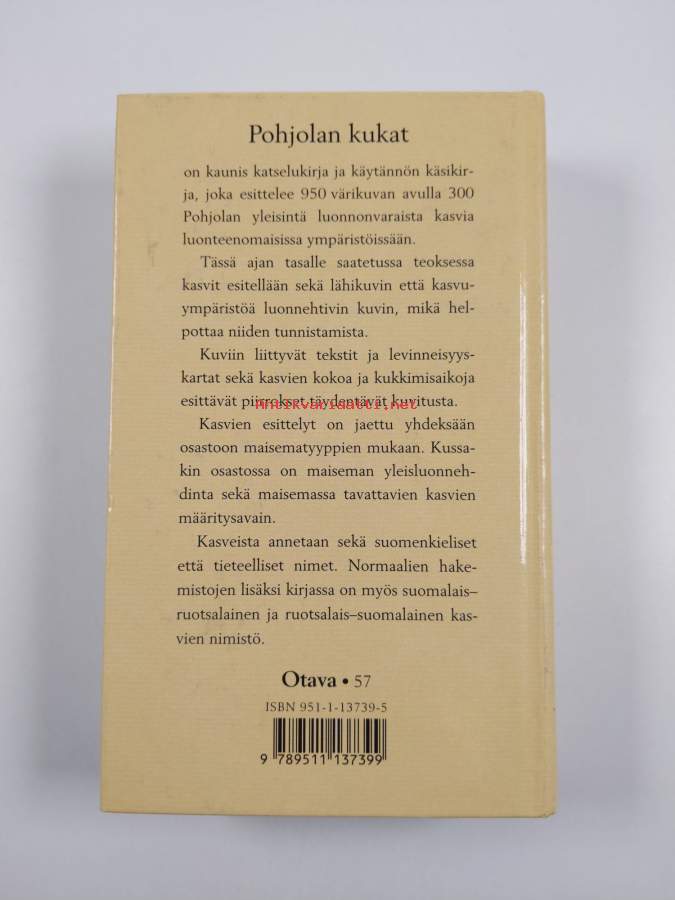 Pohjolan kukat
on kaunis katselukirja ja käytännön käsikir-
ja, joka esittelee 950 värikuvan avulla 300
Pohjolan yleisintä luonnonvaraista kasvia
luonteenomaisissa ympäristöissään.
Tässä ajan tasalle saatetussa teoksessa
kasvit esitellään sekä lähikuvin että kasvu-
ympäristöä luonnehtivin kuvin, mikä hel-
pottaa niiden tunnistamista.
Kuviin liittyvät tekstit ja levinneisyys-
kartat sekä kasvien kokoa ja kukkimisaikoja
esittävät piirrokset täydentävät kuvitusta.
Antikvariaatti.net
Kasvien esittelyt on jaettu yhdeksään
osastoon maisematyyppien mukaan. Kussa-
kin osastossa on maiseman yleisluonneh-
dinta sekä maisemassa tavattavien kasvien
määritysavain.
Kasveista annetaan sekä suomenkieliset
että tieteelliset nimet. Normaalien hake-
mistojen lisäksi kirjassa on myös suomalais–
ruotsalainen ja ruotsalais–suomalainen kas-
vien nimistö.
Otava • 57
ISBN 951-1-13739-5
9 789511 137399